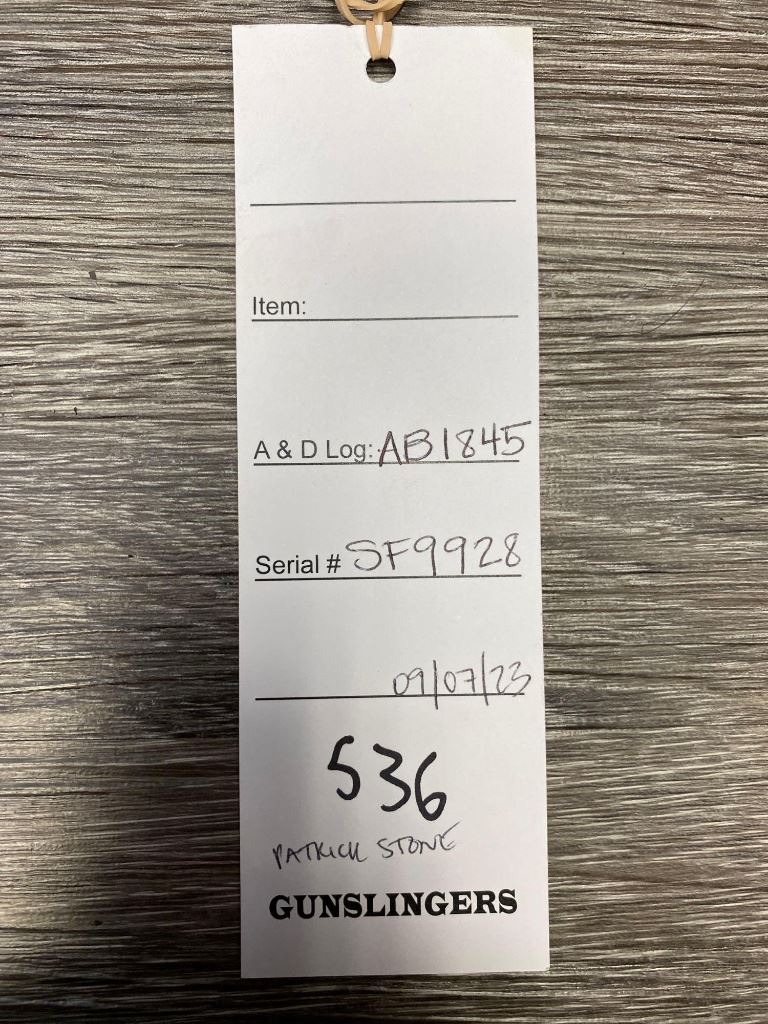 Item:
A & D Log: AB1845
Serial # SF9928
09/07/23
536
PATRICK STONE
GUNSLINGERS